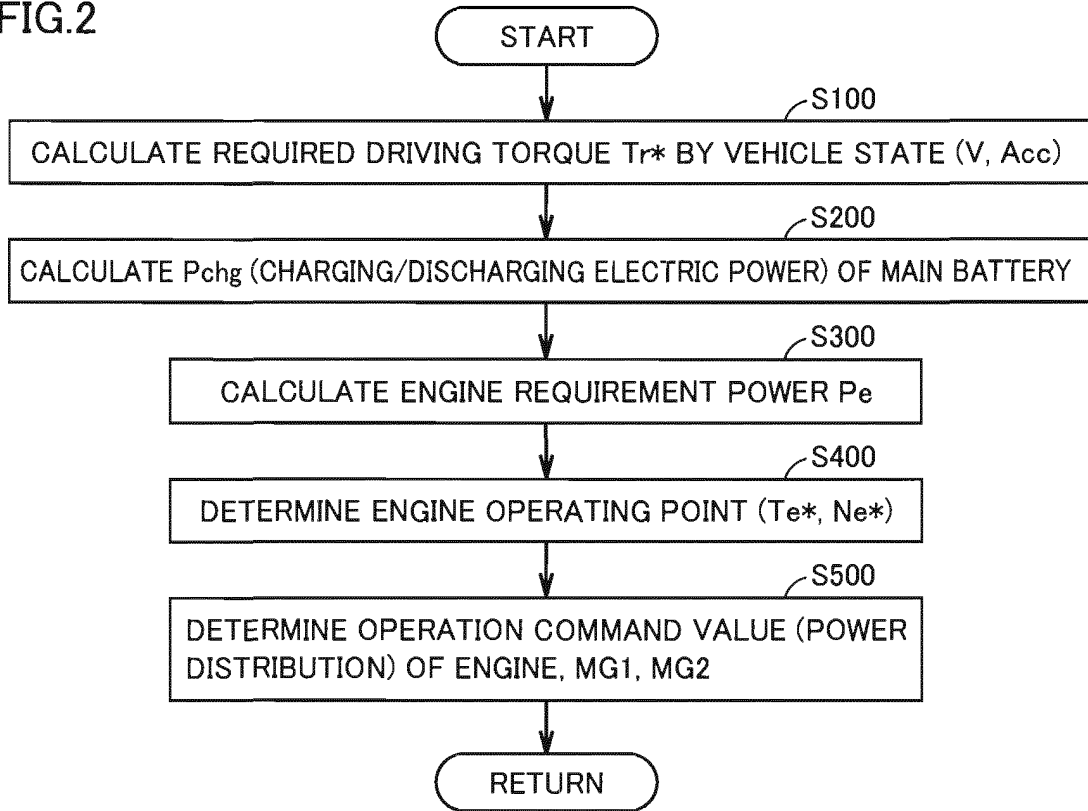 FIG.2
START
S100
CALCULATE REQUIRED DRIVING TORQUE Tr* BY VEHICLE STATE (V, Acc)
S200
CALCULATE Pchg (CHARGING/DISCHARGING ELECTRIC POWER) OF MAIN BATTERY
S300
CALCULATE ENGINE REQUIREMENT POWER Pe
S400
DETERMINE ENGINE OPERATING POINT (Te*, Ne*)
S500
DETERMINE OPERATION COMMAND VALUE (POWER
DISTRIBUTION) OF ENGINE, MG1, MG2
RETURN